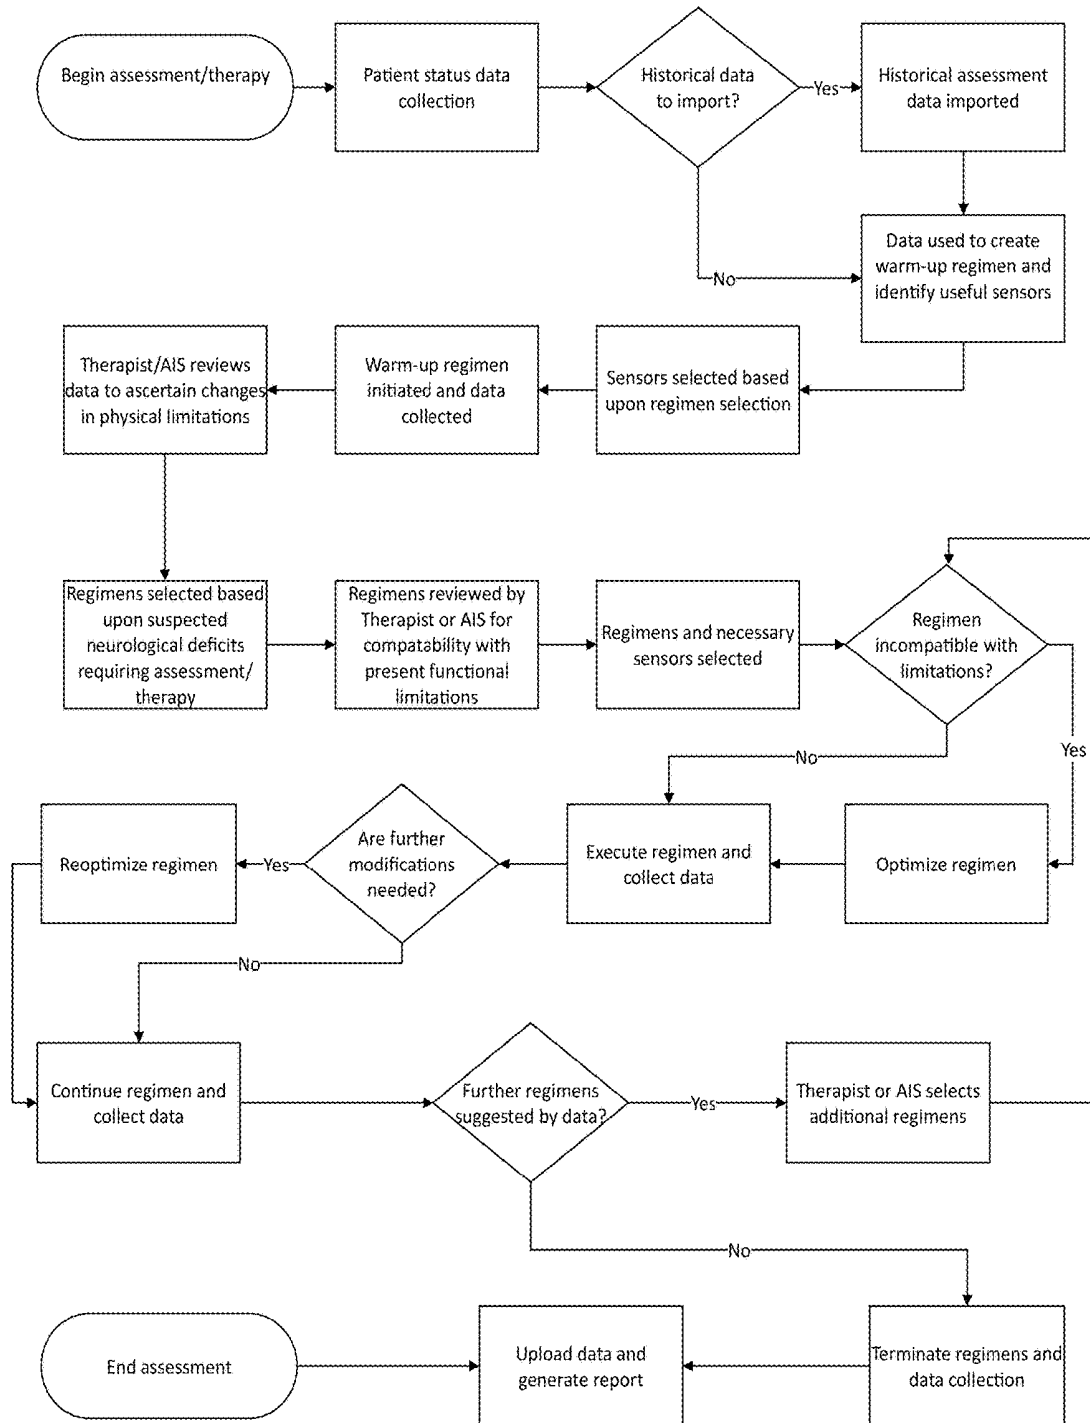 Begin assessment/therapy
Patient status data
collection
Historical data
to import?
Yes
Historical assessment
data imported
No
Data used to create
warm-up regimen and
identify useful sensors
Therapist/AIS reviews
data to ascertain changes
in physical limitations
Warm-up regimen
initiated and data
collected
Sensors selected based
upon regimen selection
Regimens selected based
upon suspected
neurological deficits
requiring assessment/
therapy
Regimens reviewed by
Therapist or AIS for
compatability with
present functional
limitations
Regimens and necessary
sensors selected
Regimen
incompatible with
limitations?
Yes
No
Reoptimize regimen
Yes
Are further
modifications
needed?
Execute regimen and
collect data
Optimize regimen
No
Continue regimen and
collect data
Further regimens
suggested by data?
Yes
Therapist or AIS selects
additional regimens
No
End assessment
Upload data and
generate report
Terminate regimens and
data collection